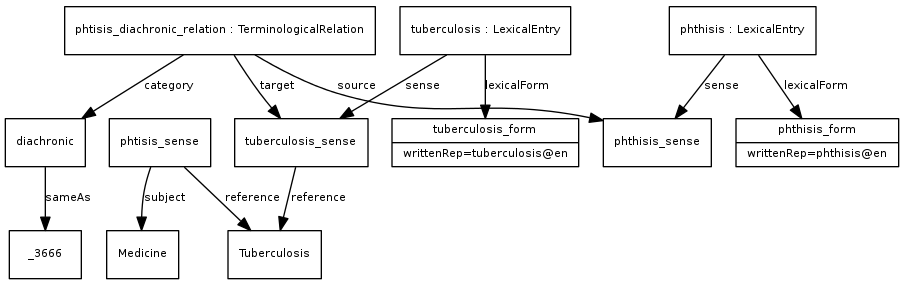 phtisis_diachronic_relation : TerminologicalRelation
tuberculosis : LexicalEntry
phthisis : LexicalEntry
category
target
source
sense
lexicalForm
sense
lexicalForm
diachronic
phtisis_sense
tuberculosis_sense
tuberculosis_form
writtenRep=tuberculosis@en
phthisis_sense
phthisis_form
writtenRep=phthisis@en
sameAs
subject
reference
reference
_3666
Medicine
Tuberculosis